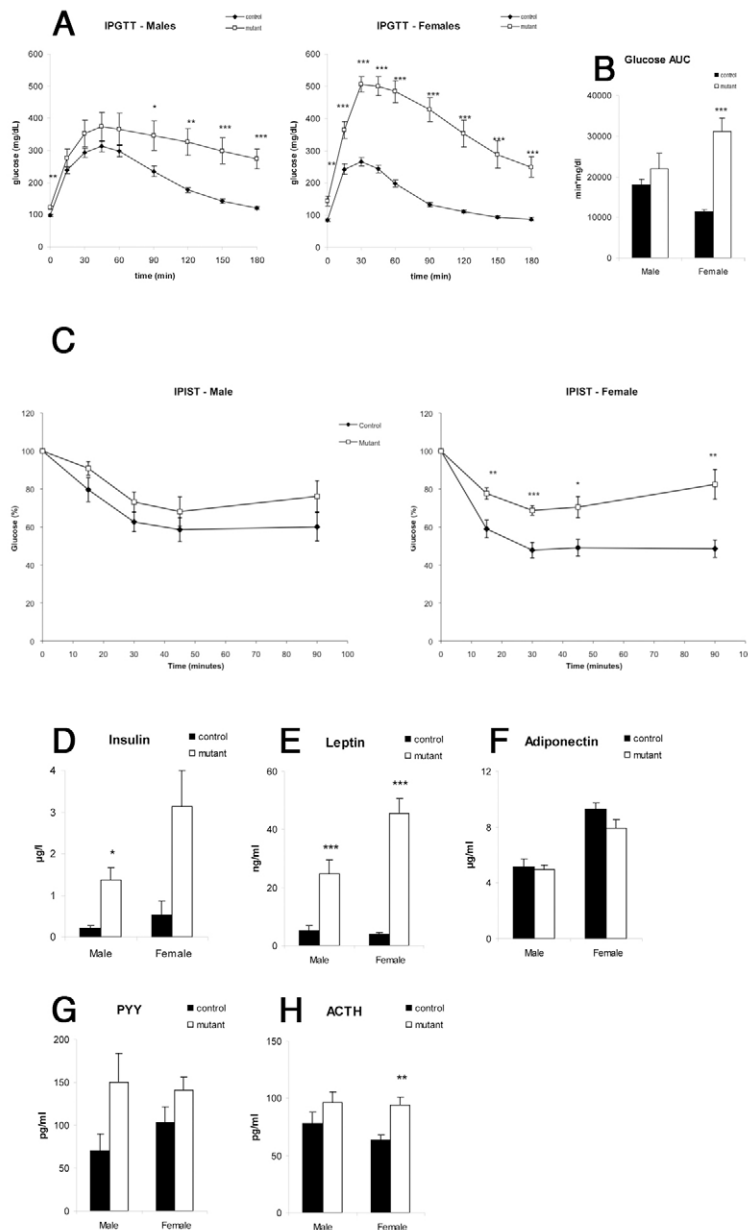 A
IPGTT - Males
control
mutant
glucose (mg/dL)
600
500
400
300
200
100
0
** * ** *** ***
0 30 60 90 120 150 180
time (min)
IPGTT - Females
control
mutant
glucose (mg/dL)
600
500
400
300
200
100
0
** *** *** *** *** *** *** *** ***
0 30 60 90 120 150 180
time (min)
B
Glucose AUC
control
mutant
min*mg/dl
40000
30000
20000
10000
0
***
Male Female
C
IPIST - Male
Control
Mutant
Glucose (%)
120
100
80
60
40
20
0
0 10 20 30 40 50 60 70 80 90 100
Time (minutes)
IPIST - Female
Glucose (%)
120
100
80
60
40
20
0
** *** * **
0 10 20 30 40 50 60 70 80 90 100
Time (minutes)
D
Insulin
control
mutant
µg/l
4
3
2
1
0
*
Male Female
E
Leptin
control
mutant
ng/ml
60
40
20
0
*** ***
Male Female
F
Adiponectin
control
mutant
µg/ml
12
8
4
0
Male Female
G
PYY
control
mutant
pg/ml
200
150
100
50
0
Male Female
H
ACTH
control
mutant
pg/ml
150
100
50
0
**
Male Female